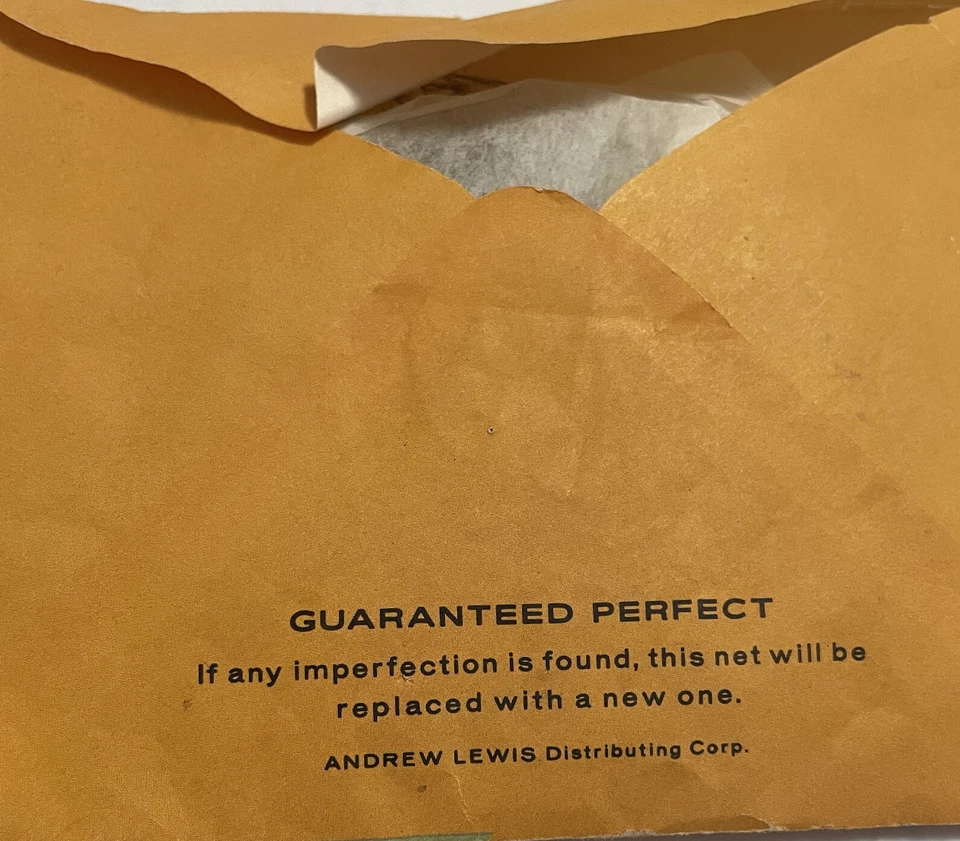 GUARANTEED PERFECT
If any imperfection is found, this net will be
replaced with a new one.
ANDREW LEWIS Distributing Corp.